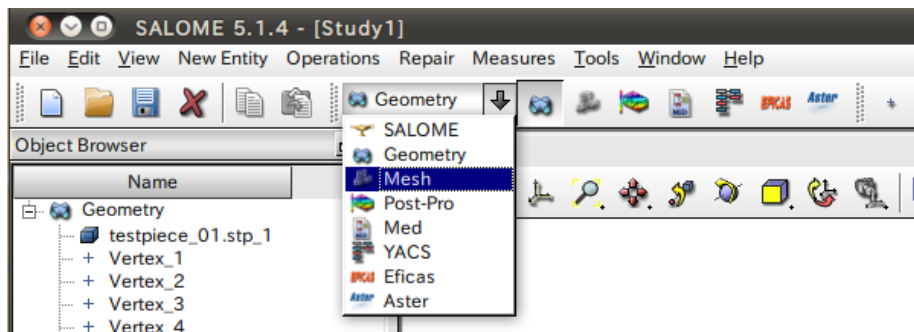 SALOME 5.1.4 - [Study1]
File Edit View New Entity Operations Repair Measures Tools Window Help
Geometry EFICAS Aster
Object Browser
SALOME
Geometry
Name
Mesh
Geometry
Post-Pro
testpiece_01.stp_1
Med
Vertex_1
YACS
Vertex_2
EFICAS Eficas
Vertex_3
Aster Aster
Vertex_4